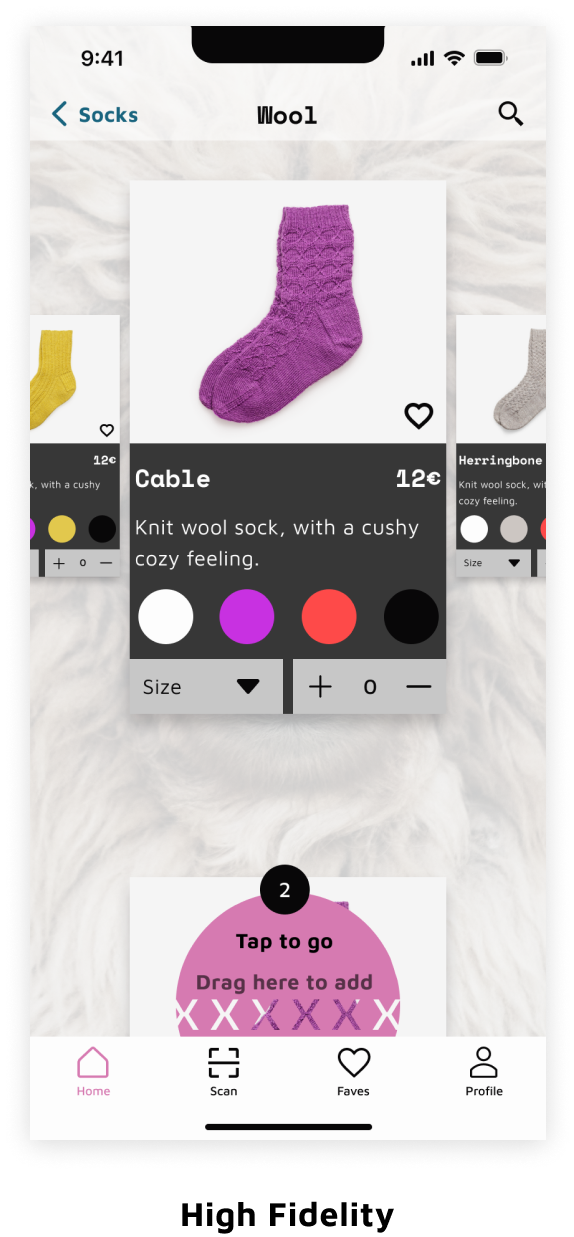 9:41
Socks
Wool
12€
k, with a cushy
0
Cable 12€
Knit wool sock, with a cushy
cozy feeling.
Size
0
Herringbone
Knit wool sock, wit
cozy feeling.
Size
2
Tap to go
Drag here to add
XXXXXX
Home
Scan
Faves
Profile
High Fidelity